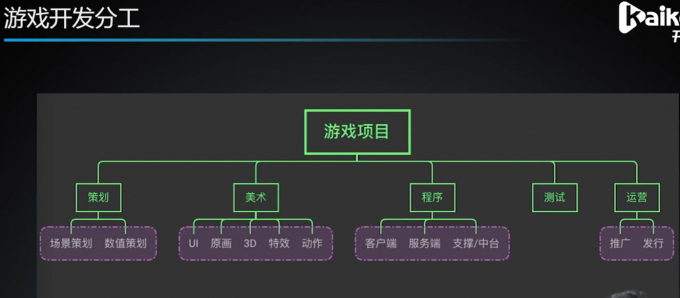 游戏开发分工
Kaike
开
游戏项目
策划 美术 程序 测试 运营
场景策划 数值策划 UI 原画 3D 特效 动作 客户端 服务端 支撑/中台 推广 发行